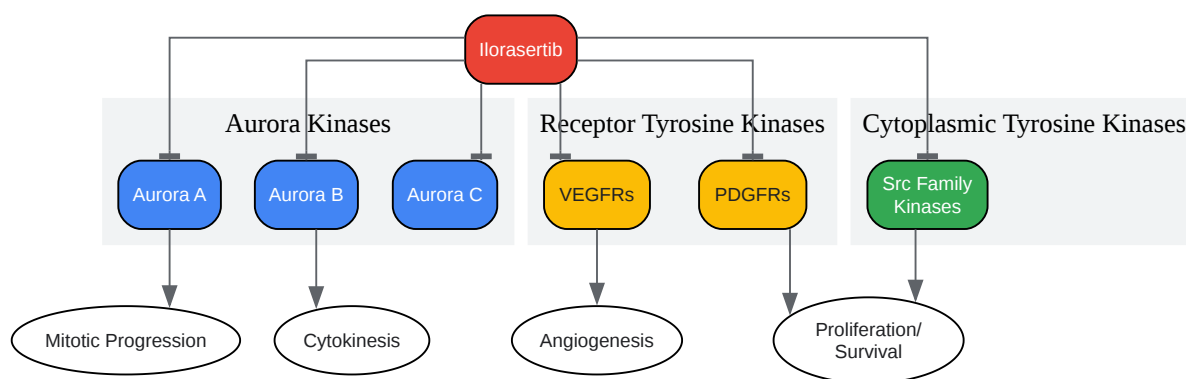 Ilorasertib
Aurora Kinases
Receptor Tyrosine Kinases
Cytoplasmic Tyrosine Kinases
Aurora A
Aurora B
Aurora C
VEGFRs
PDGFRs
Src Family
Kinases
Mitotic Progression
Cytokinesis
Angiogenesis
Proliferation/
Survival